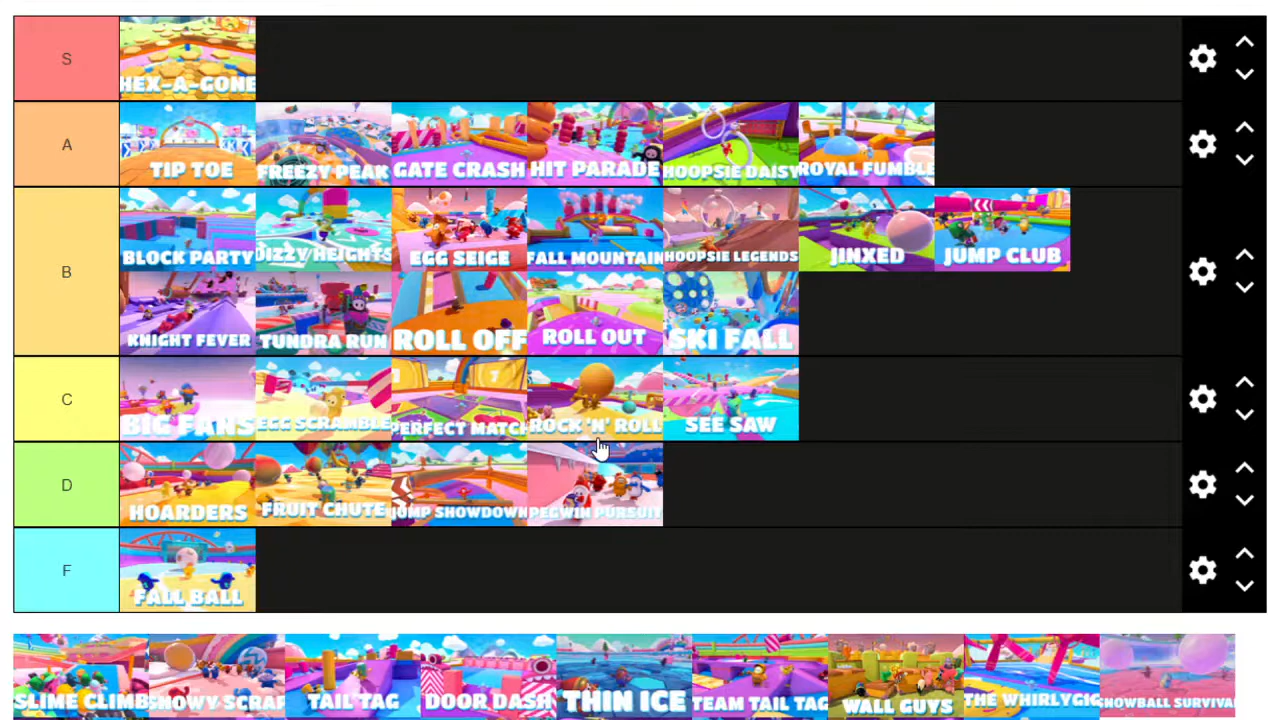 S
HEX-A-GONE
A
TIP TOE
FREEZY PEAK
GATE CRASH
HIT PARADE
HOOPSIE DAISY
ROYAL FUMBLE
B
BLOCK PARTY
DIZZY HEIGHTS
EGG SEIGE
FALL MOUNTAIN
HOOPSIE LEGENDS
JINXED
JUMP CLUB
KNIGHT FEVER
TUNDRA RUN
ROLL OFF
ROLL OUT
SKI FALL
C
BIG FANS
EGG SCRAMBLE
PERFECT MATCH
ROCK 'N' ROLL
SEE SAW
D
HOARDERS
FRUIT CHUTE
JUMP SHOWDOWN
PEGWIN PURSUIT
F
FALL BALL
SLIME CLIMB
SNOWY SCRAP
TAIL TAG
DOOR DASH
THIN ICE
TEAM TAIL TAG
WALL GUYS
THE WHIRLYGIG
SNOWBALL SURVIVAL